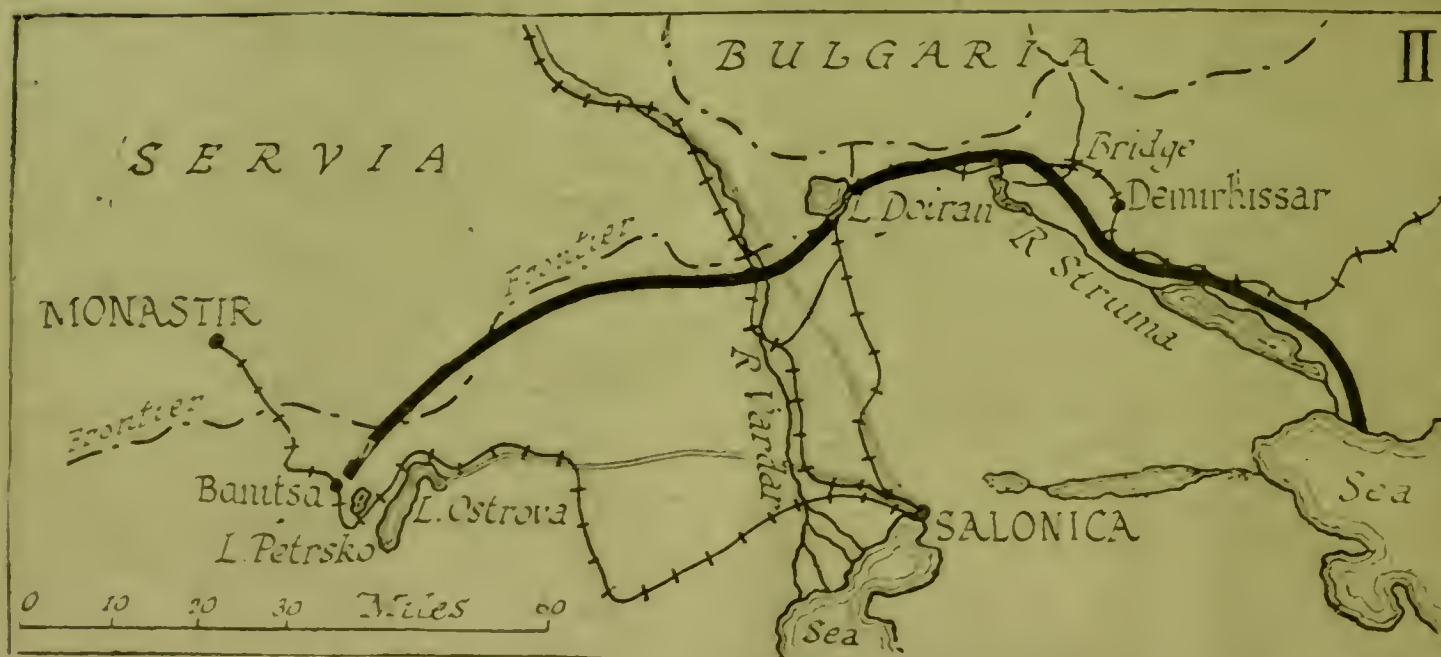 II
BULGARIA
SERVIA
Bridge
Demirhissar
L. Doiran
Frontier
R Struma
MONASTIR
R Vardar
Frontier
Banitsa
L. Ostrova
Sea
L. Petrsko
SALONICA
0 10 20 30 Miles 60
Sea